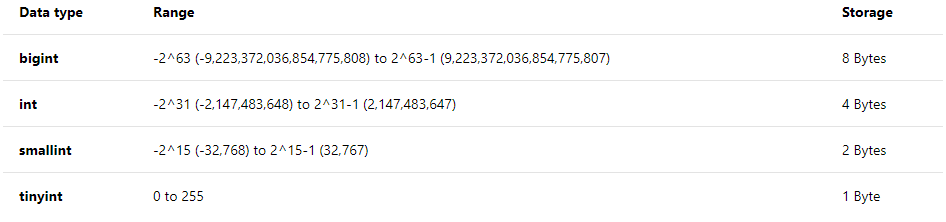 Data type Range Storage
bigint -2^63 (-9,223,372,036,854,775,808) to 2^63-1 (9,223,372,036,854,775,807) 8 Bytes
int -2^31 (-2,147,483,648) to 2^31-1 (2,147,483,647) 4 Bytes
smallint -2^15 (-32,768) to 2^15-1 (32,767) 2 Bytes
tinyint 0 to 255 1 Byte